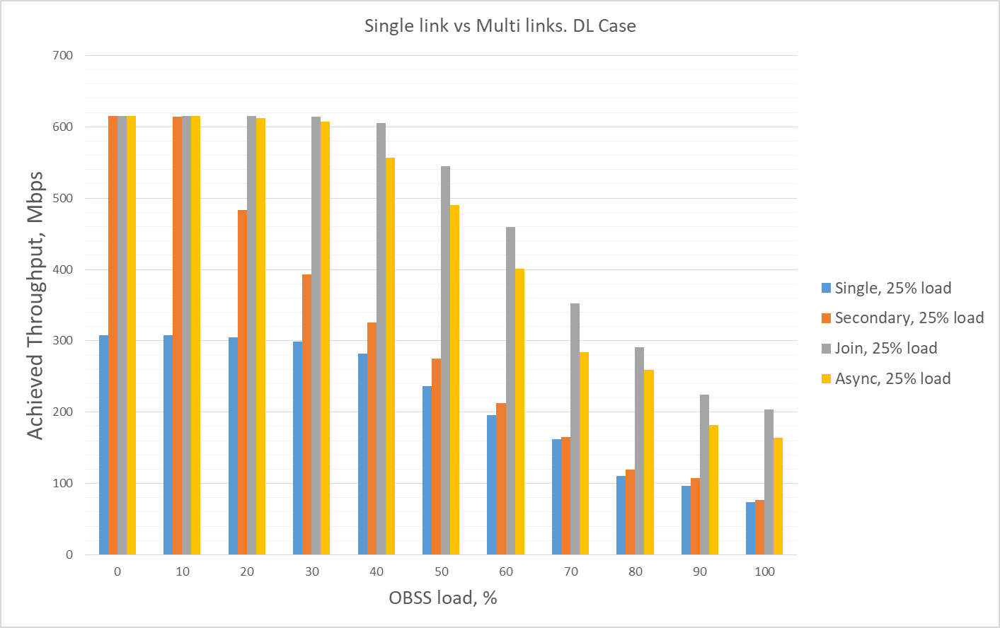 Single link vs Multi links. DL Case
700
600
500
400
300
200
100
0
Achieved Throughput, Mbps
0 10 20 30 40 50 60 70 80 90 100
OBSS load, %
Single, 25% load
Secondary, 25% load
Join, 25% load
Async, 25% load